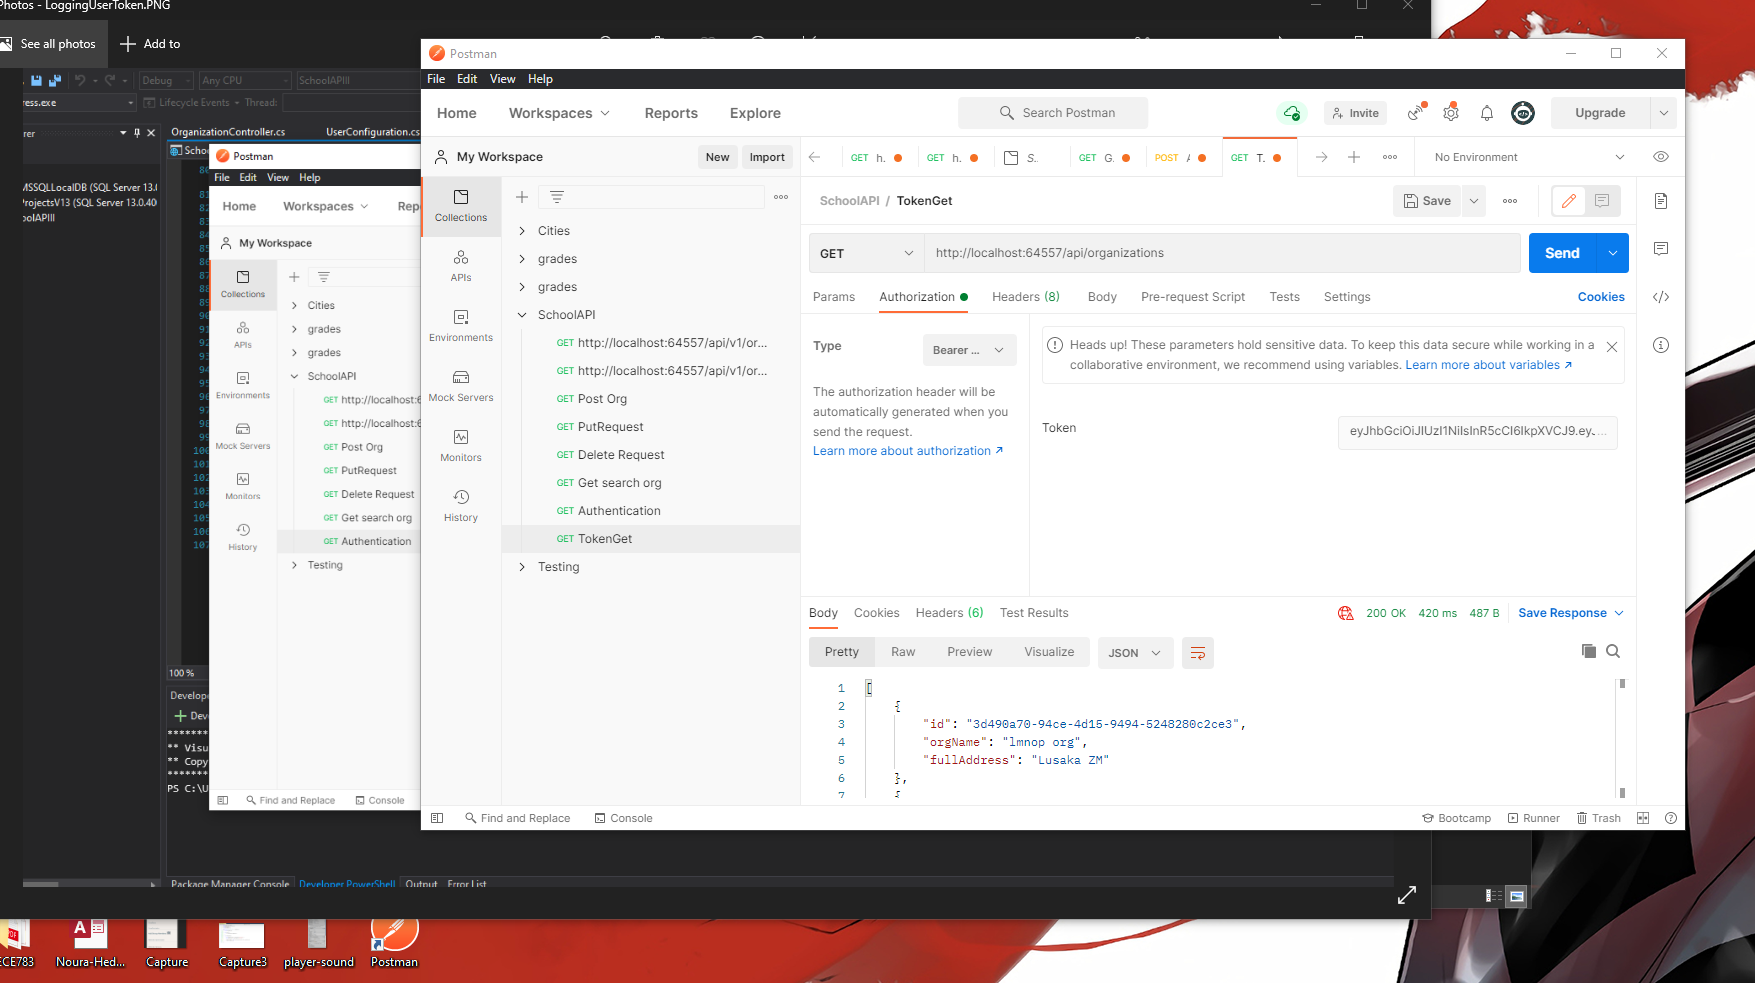 Photos - LoggingUserToken.PNG
See all photos
Add to
Debug
Any CPU
SchoolAPIII
Lifecycle Events
Thread:
OrganizationController.cs
UserConfiguration.cs
MSSQLLocalDB (SQL Server 13.0
ProjectsV13 (SQL Server 13.0.40
Postman
File Edit View Help
Home
Workspaces
My Workspace
Collections
APIs
Environments
Mock Servers
Monitors
History
Cities
grades
grades
SchoolAPI
GET http://localhost:6
GET http://localhost:6
GET Post Org
GET PutRequest
GET Delete Request
GET Get search org
GET Authentication
Testing
Find and Replace
Console
100 %
** Visu
** Copy
PS C:\U
Package Manager Console
Developer PowerShell
Output
Error List
Postman
File Edit View Help
Home
Workspaces
Reports
Explore
Search Postman
Invite
Upgrade
My Workspace
New
Import
GET h.
GET h.
S.
GET G.
POST
GET T.
No Environment
Collections
APIs
Environments
Mock Servers
Monitors
History
Cities
grades
grades
SchoolAPI
GET http://localhost:64557/api/v1/or...
GET http://localhost:64557/api/v1/or...
GET Post Org
GET PutRequest
GET Delete Request
GET Get search org
GET Authentication
GET TokenGet
Testing
SchoolAPI / TokenGet
Save
GET
http://localhost:64557/api/organizations
Send
Params
Authorization
Headers (8)
Body
Pre-request Script
Tests
Settings
Cookies
Type
Bearer ...
The authorization header will be
automatically generated when you
send the request.
Learn more about authorization ↗
Heads up! These parameters hold sensitive data. To keep this data secure while working in a
collaborative environment, we recommend using variables. Learn more about variables ↗
Token
Body
Cookies
Headers (6)
Test Results
200 OK
420 ms
487 B
Save Response
Pretty
Raw
Preview
Visualize
JSON
1 [
2 {
3 "id": "3d490a70-94ce-4d15-9494-5248280c2ce3",
4 "orgName": "lmnop org",
5 "fullAddress": "Lusaka ZM"
6 },
7 {
Find and Replace
Console
Bootcamp
Runner
Trash
Noura-Hed...
Capture
Capture3
player-sound
Postman